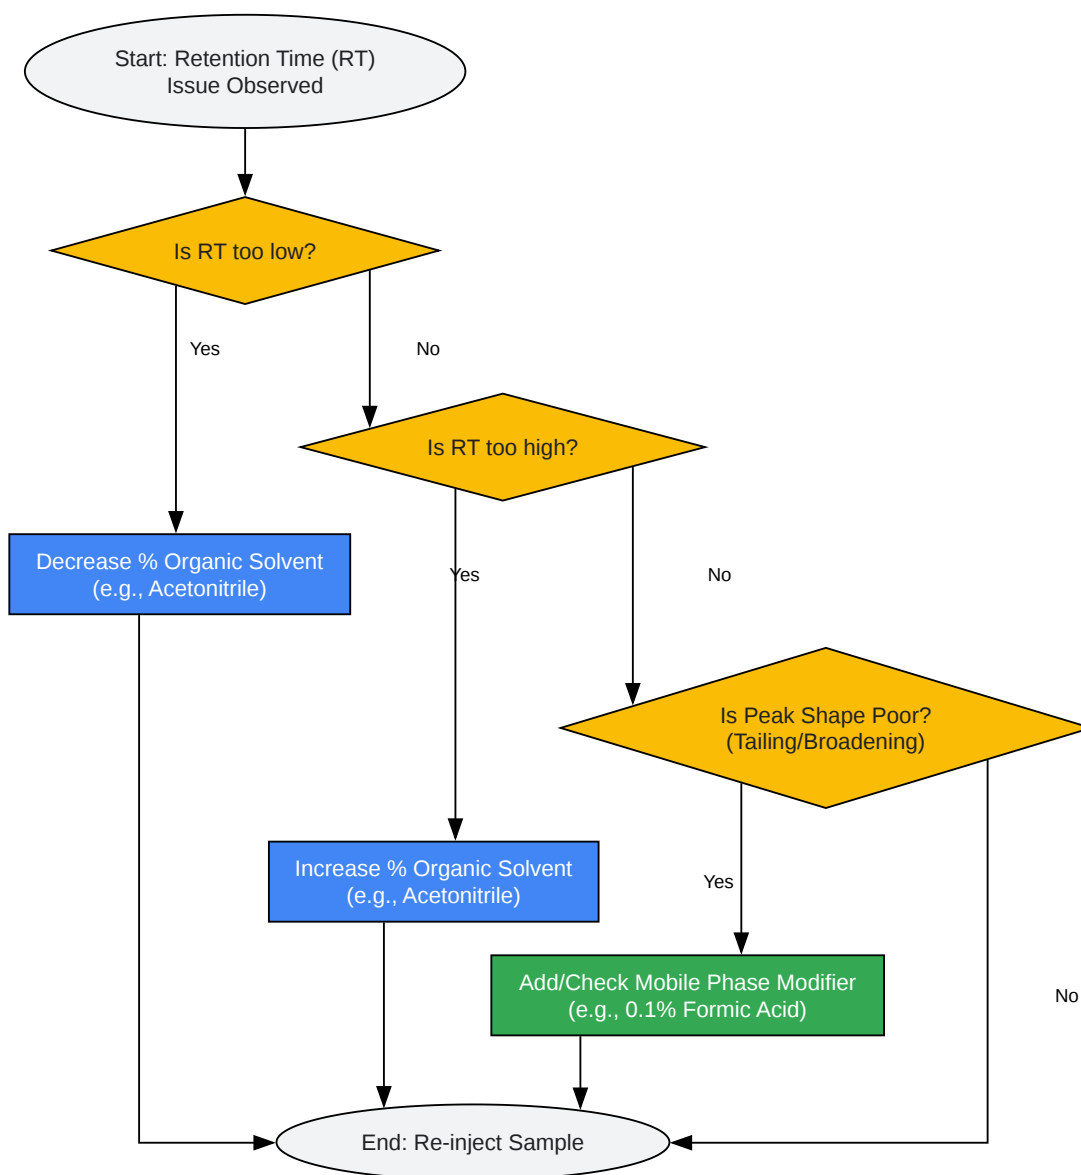 Start: Retention Time (RT)
Issue Observed
Is RT too low?
Yes
No
Is RT too high?
Decrease % Organic Solvent
(e.g., Acetonitrile)
Yes
No
Is Peak Shape Poor?
(Tailing/Broadening)
Increase % Organic Solvent
(e.g., Acetonitrile)
Yes
Add/Check Mobile Phase Modifier
(e.g., 0.1% Formic Acid)
No
End: Re-inject Sample